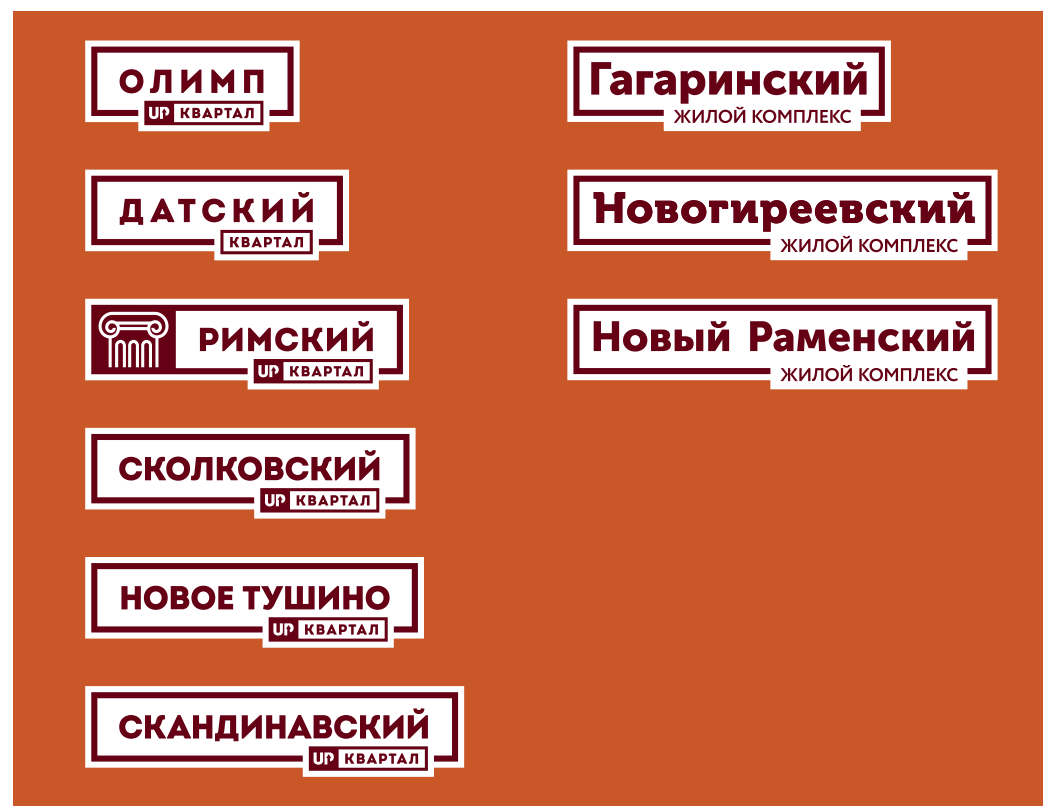 ОЛИМП
UP КВАРТАЛ
ДАТСКИЙ
КВАРТАЛ
РИМСКИЙ
UP КВАРТАЛ
СКОЛКОВСКИЙ
UP КВАРТАЛ
НОВОЕ ТУШИНО
UP КВАРТАЛ
СКАНДИНАВСКИЙ
UP КВАРТАЛ
Гагаринский
ЖИЛОЙ КОМПЛЕКС
Новогиреевский
ЖИЛОЙ КОМПЛЕКС
Новый Раменский
ЖИЛОЙ КОМПЛЕКС